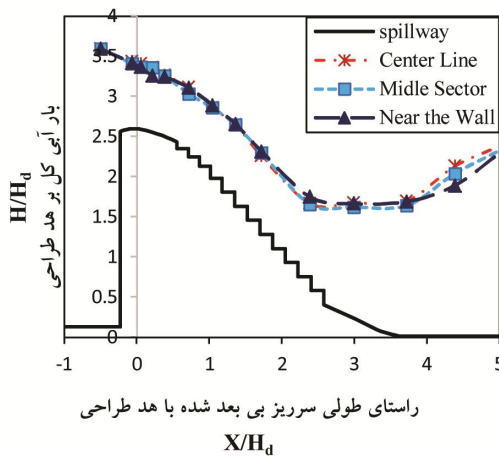 4
3.5
3
2.5
2
1.5
1
0.5
0
-1
0
1
2
3
4
5
spillway
Center Line
Midle Sector
Near the Wall
بار آبی کل بر هد طراحی
H/Hd
راستای طولی سرریز بی بعد شده با هد طراحی
X/Hd